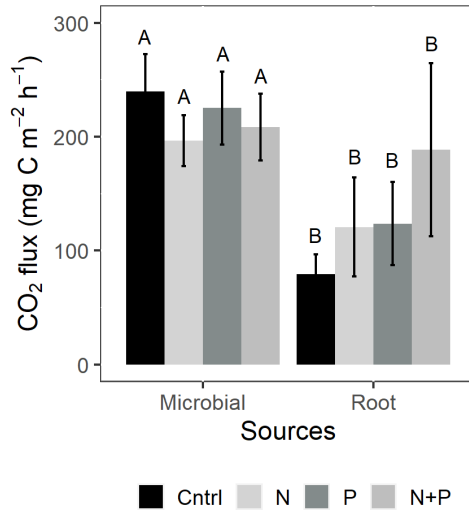 CO₂ flux (mg C m⁻² h⁻¹)
300
200
100
0
A
A
A
A
B
B
B
B
Microbial
Root
Sources
Cntrl
N
P
N+P